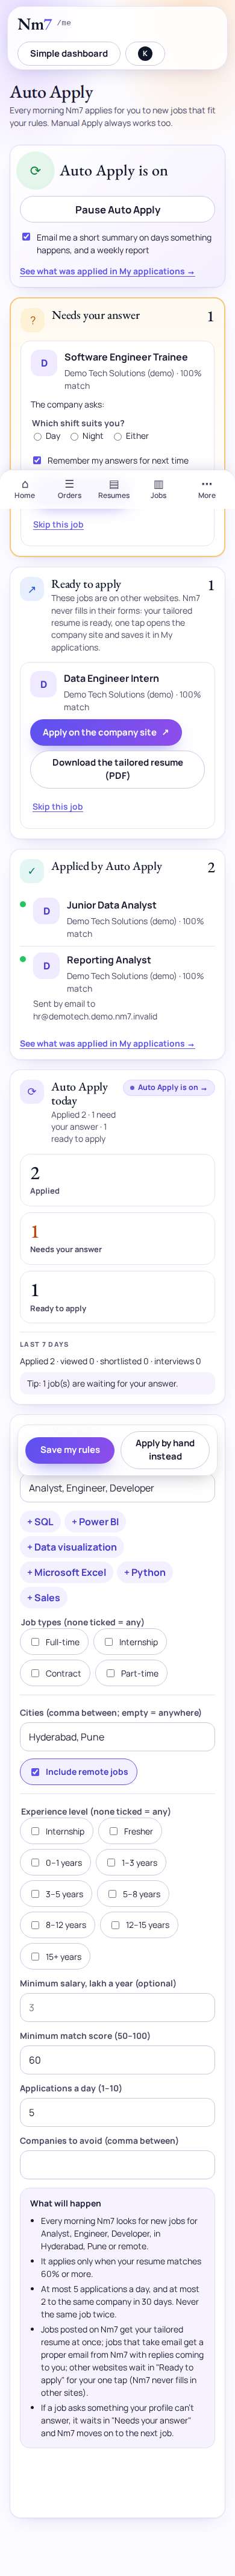 Nm7 /me
Simple dashboard
K
Auto Apply
Every morning Nm7 applies for you to new jobs that fit
your rules. Manual Apply always works too.
Auto Apply is on
Pause Auto Apply
Email me a short summary on days something
happens, and a weekly report
See what was applied in My applications →
?
Needs your answer
1
D
Software Engineer Trainee
Demo Tech Solutions (demo) · 100%
match
The company asks:
Which shift suits you?
Day
Night
Either
Remember my answers for next time
Home
Orders
Resumes
Jobs
More
Skip this job
↗
Ready to apply
1
These jobs are on other websites. Nm7
never fills in their forms: your tailored
resume is ready, one tap opens the
company site and saves it in My
applications.
D
Data Engineer Intern
Demo Tech Solutions (demo) · 100%
match
Apply on the company site ↗
Download the tailored resume
(PDF)
Skip this job
✓
Applied by Auto Apply
2
D
Junior Data Analyst
Demo Tech Solutions (demo) · 100%
match
D
Reporting Analyst
Demo Tech Solutions (demo) · 100%
match
Sent by email to
hr@demotech.demo.nm7.invalid
See what was applied in My applications →
Auto Apply
today
Auto Apply is on →
Applied 2 · 1 need
your answer · 1
ready to apply
2
Applied
1
Needs your answer
1
Ready to apply
LAST 7 DAYS
Applied 2 · viewed 0 · shortlisted 0 · interviews 0
Tip: 1 job(s) are waiting for your answer.
Save my rules
Apply by hand
instead
Analyst, Engineer, Developer
+ SQL
+ Power BI
+ Data visualization
+ Microsoft Excel
+ Python
+ Sales
Job types (none ticked = any)
Full-time
Internship
Contract
Part-time
Cities (comma between; empty = anywhere)
Hyderabad, Pune
Include remote jobs
Experience level (none ticked = any)
Internship
Fresher
0–1 years
1–3 years
3–5 years
5–8 years
8–12 years
12–15 years
15+ years
Minimum salary, lakh a year (optional)
3
Minimum match score (50–100)
60
Applications a day (1–10)
5
Companies to avoid (comma between)
What will happen
• Every morning Nm7 looks for new jobs for
Analyst, Engineer, Developer, in
Hyderabad, Pune or remote.
• It applies only when your resume matches
60% or more.
• At most 5 applications a day, and at most
2 to the same company in 30 days. Never
the same job twice.
• Jobs posted on Nm7 get your tailored
resume at once; jobs that take email get a
proper email from Nm7 with replies coming
to you; other websites wait in "Ready to
apply" for your one tap (Nm7 never fills in
other sites).
• If a job asks something your profile can't
answer, it waits in "Needs your answer"
and Nm7 moves on to the next job.